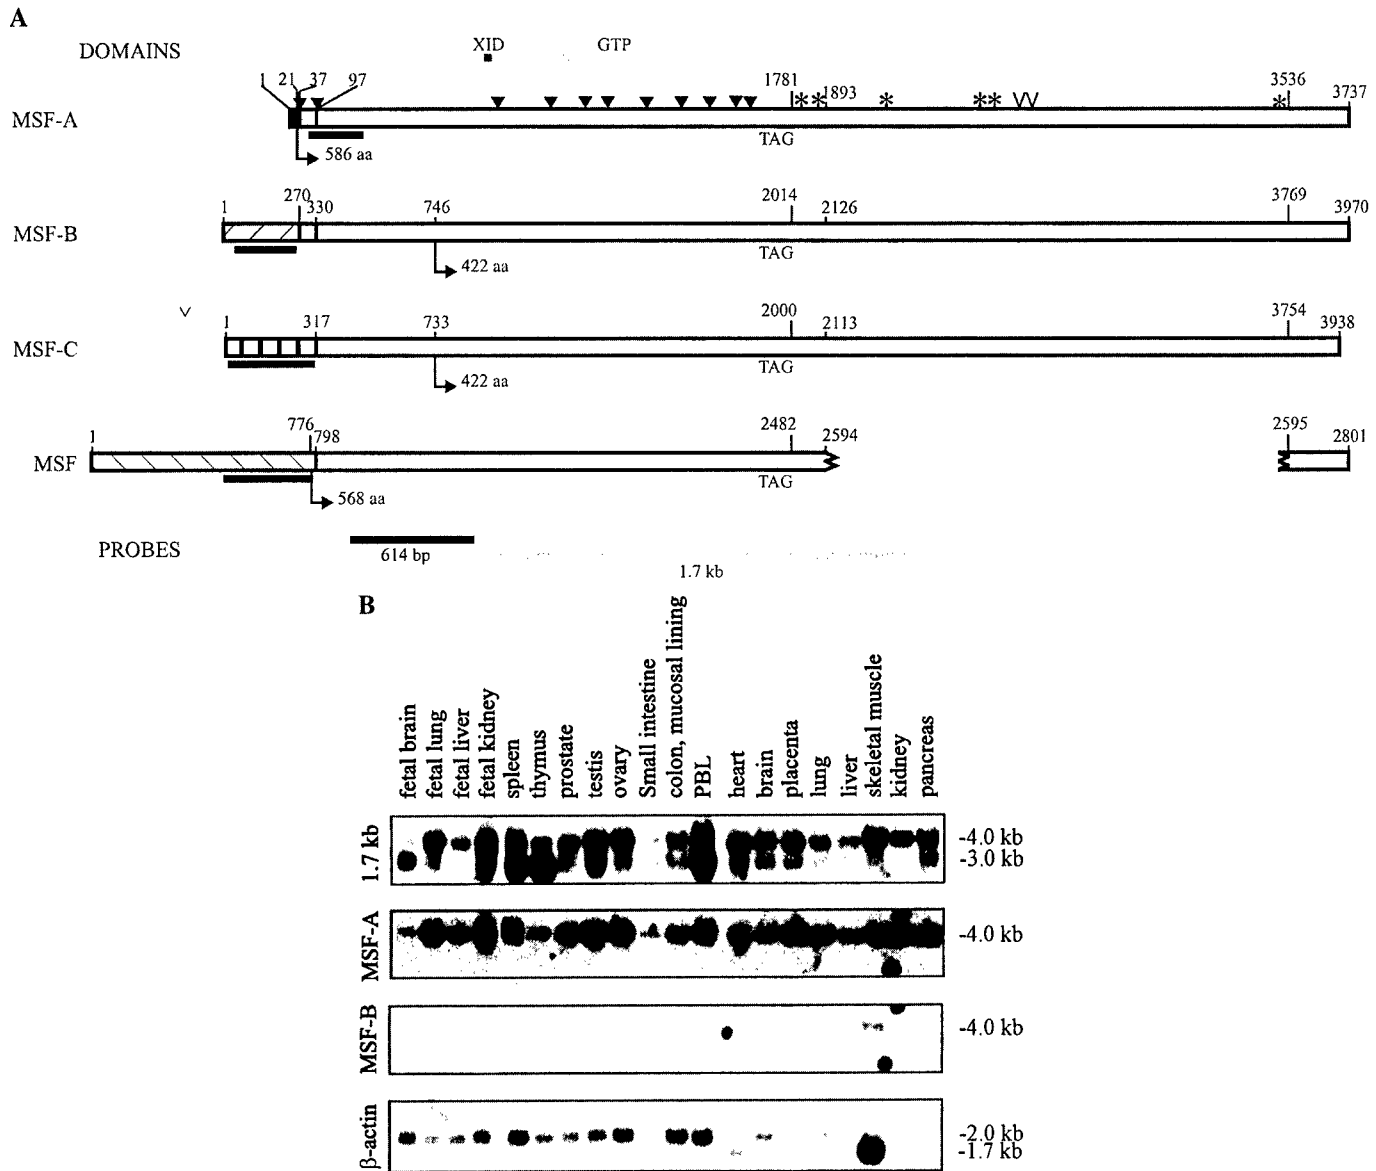 A
DOMAINS
XID
GTP
1 21 37 97 1781 1893 3536 3737
MSF-A
** * ** VV *
TAG
586 aa
1 270 330 746 2014 2126 3769 3970
MSF-B
TAG
422 aa
1 317 733 2000 2113 3754 3938
MSF-C
TAG
422 aa
1 776 798 2482 2594 2595 2801
MSF
TAG
568 aa
PROBES
614 bp
1.7 kb
B
fetal brain
fetal lung
fetal liver
fetal kidney
spleen
thymus
prostate
testis
ovary
Small intestine
colon, mucosal lining
PBL
heart
brain
placenta
lung
liver
skeletal muscle
kidney
pancreas
1.7 kb
-4.0 kb
-3.0 kb
MSF-A
-4.0 kb
MSF-B
-4.0 kb
β-actin
-2.0 kb
-1.7 kb